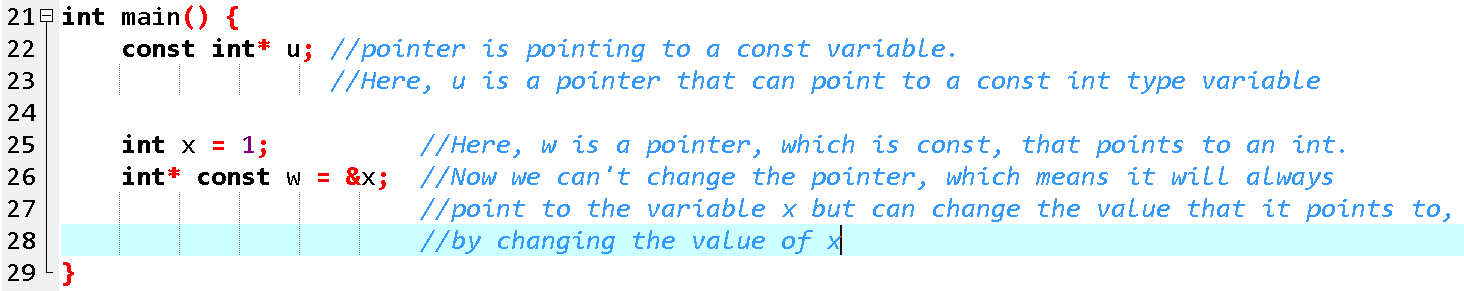 21 int main() {
22 const int* u; //pointer is pointing to a const variable.
23 //Here, u is a pointer that can point to a const int type variable
24
25 int x = 1; //Here, w is a pointer, which is const, that points to an int.
26 int* const w = &x; //Now we can't change the pointer, which means it will always
27 //point to the variable x but can change the value that it points to,
28 //by changing the value of x
29 }